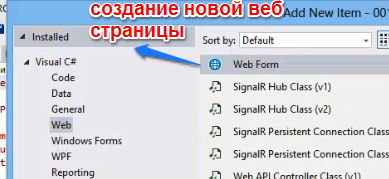 создание новой веб
страницы
Add New Item - 001
Installed
Sort by: Default
Visual C#
Code
Data
General
Web
Windows Forms
WPF
Reporting
Web Form
SignalR Hub Class (v1)
SignalR Hub Class (v2)
SignalR Persistent Connection Class
SignalR Persistent Connection Class
Web API Controller Class (v1)